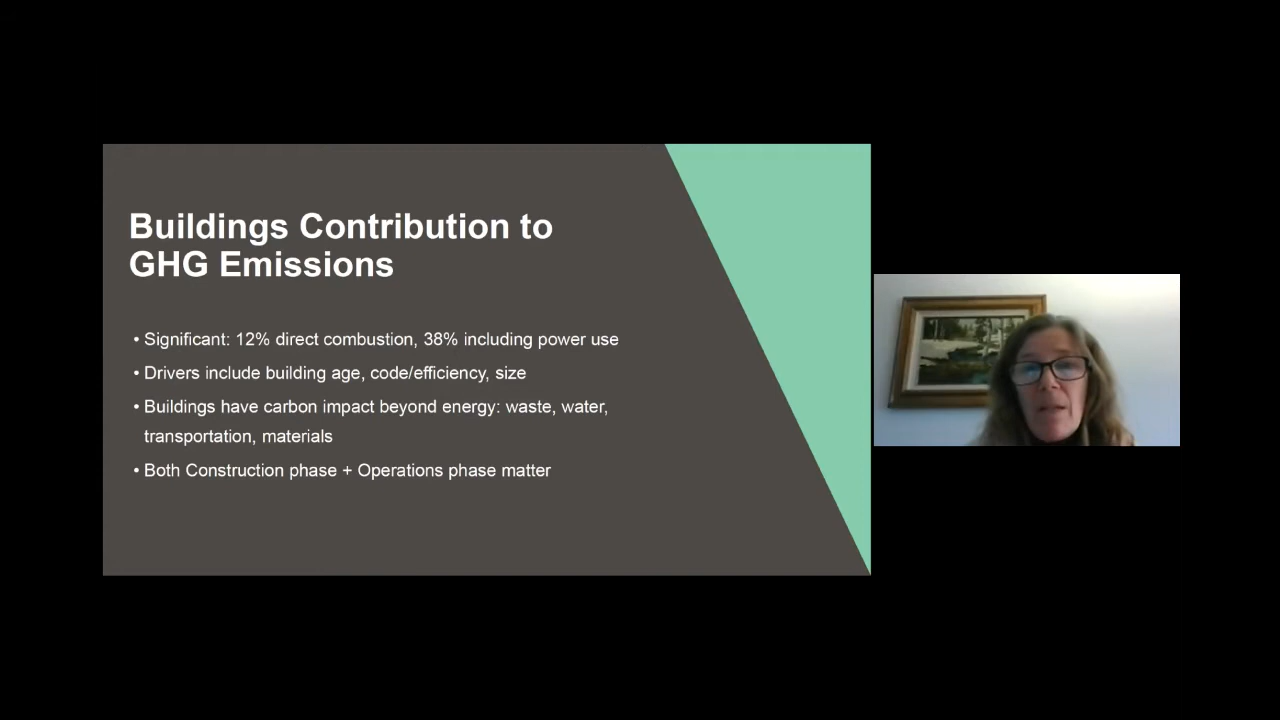 Buildings Contribution to
GHG Emissions
• Significant: 12% direct combustion, 38% including power use
• Drivers include building age, code/efficiency, size
• Buildings have carbon impact beyond energy: waste, water,
transportation, materials
• Both Construction phase + Operations phase matter